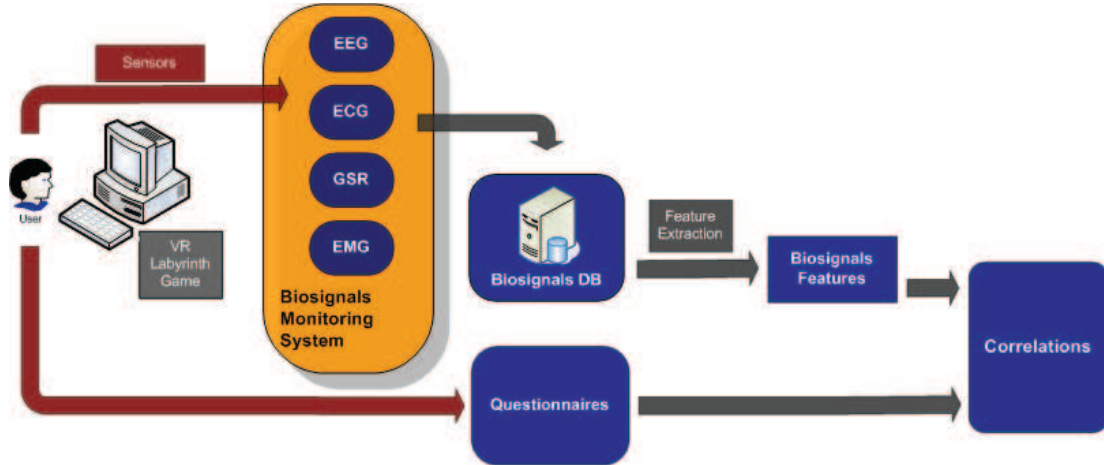 Sensors
EEG
ECG
GSR
EMG
Biosignals
Monitoring
System
User
VR
Labyrinth
Game
Biosignals DB
Feature
Extraction
Biosignals
Features
Questionnaires
Correlations